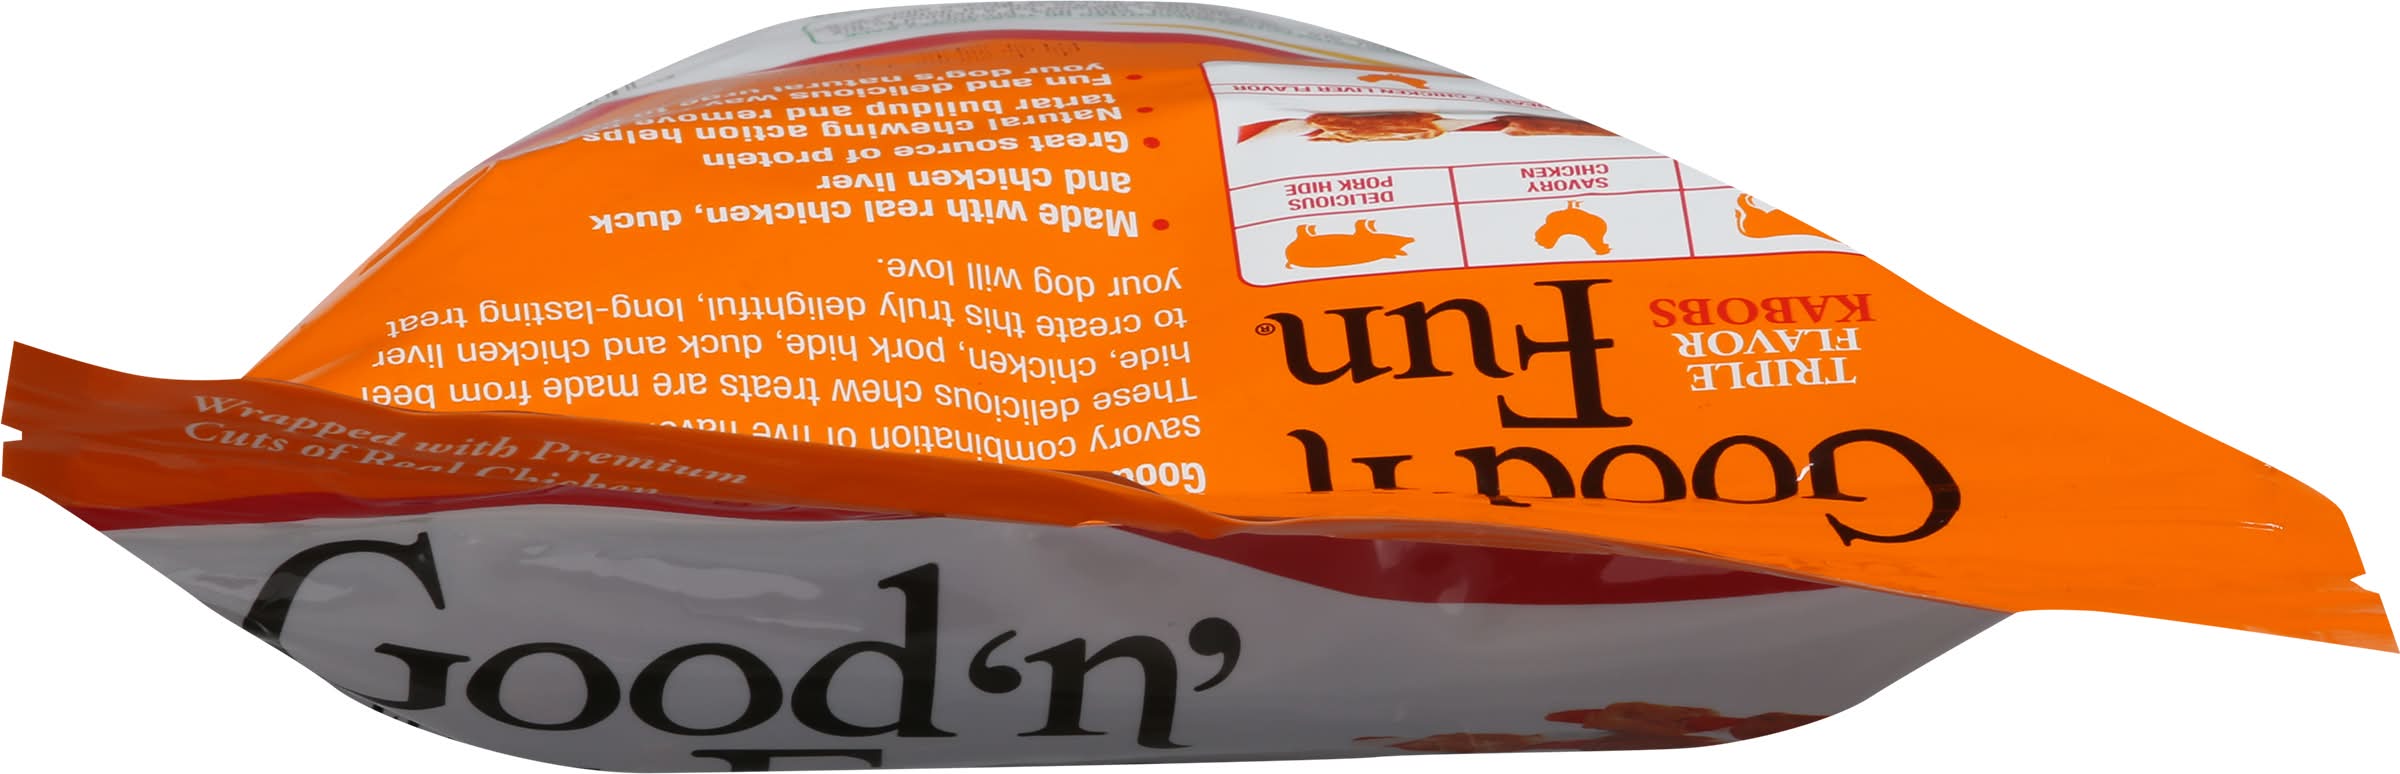 Wrapped with Premium
Cuts of Real Chicken
Good 'n'
Good 'n
Fun®
TRIPLE
FLAVOR
KABOBS
DELICIOUS
PORK HIDE
SAVORY
CHICKEN
CHICKEN LIVER FLAVOR
savory combination of five
These delicious chew treats are made from beef
hide, chicken, pork hide, duck and chicken liver
to create this truly delightful, long-lasting treat
your dog will love.
• Made with real chicken, duck
and chicken liver
• Great source of protein
• Natural chewing action helps
tartar buildup and remove
• Fun and delicious way
your dog's natural urge